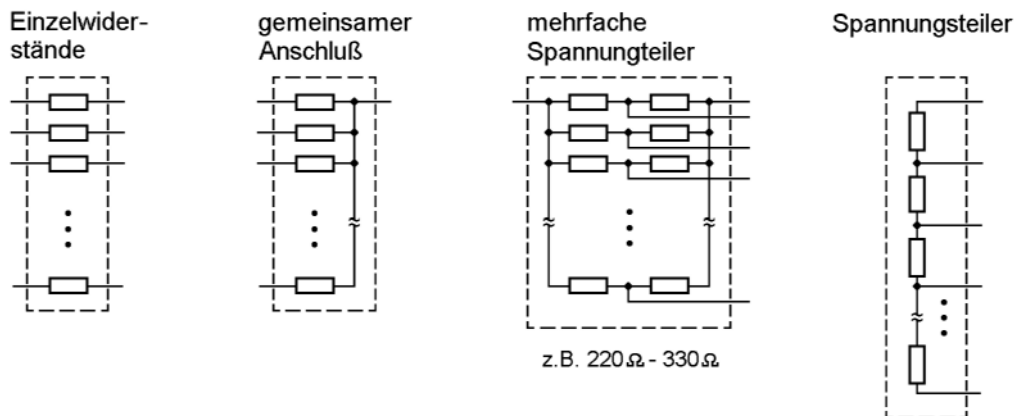 Einzelwider-
stände
gemeinsamer
Anschluß
mehrfache
Spannungteiler
Spannungsteiler
z.B. 220Ω - 330Ω